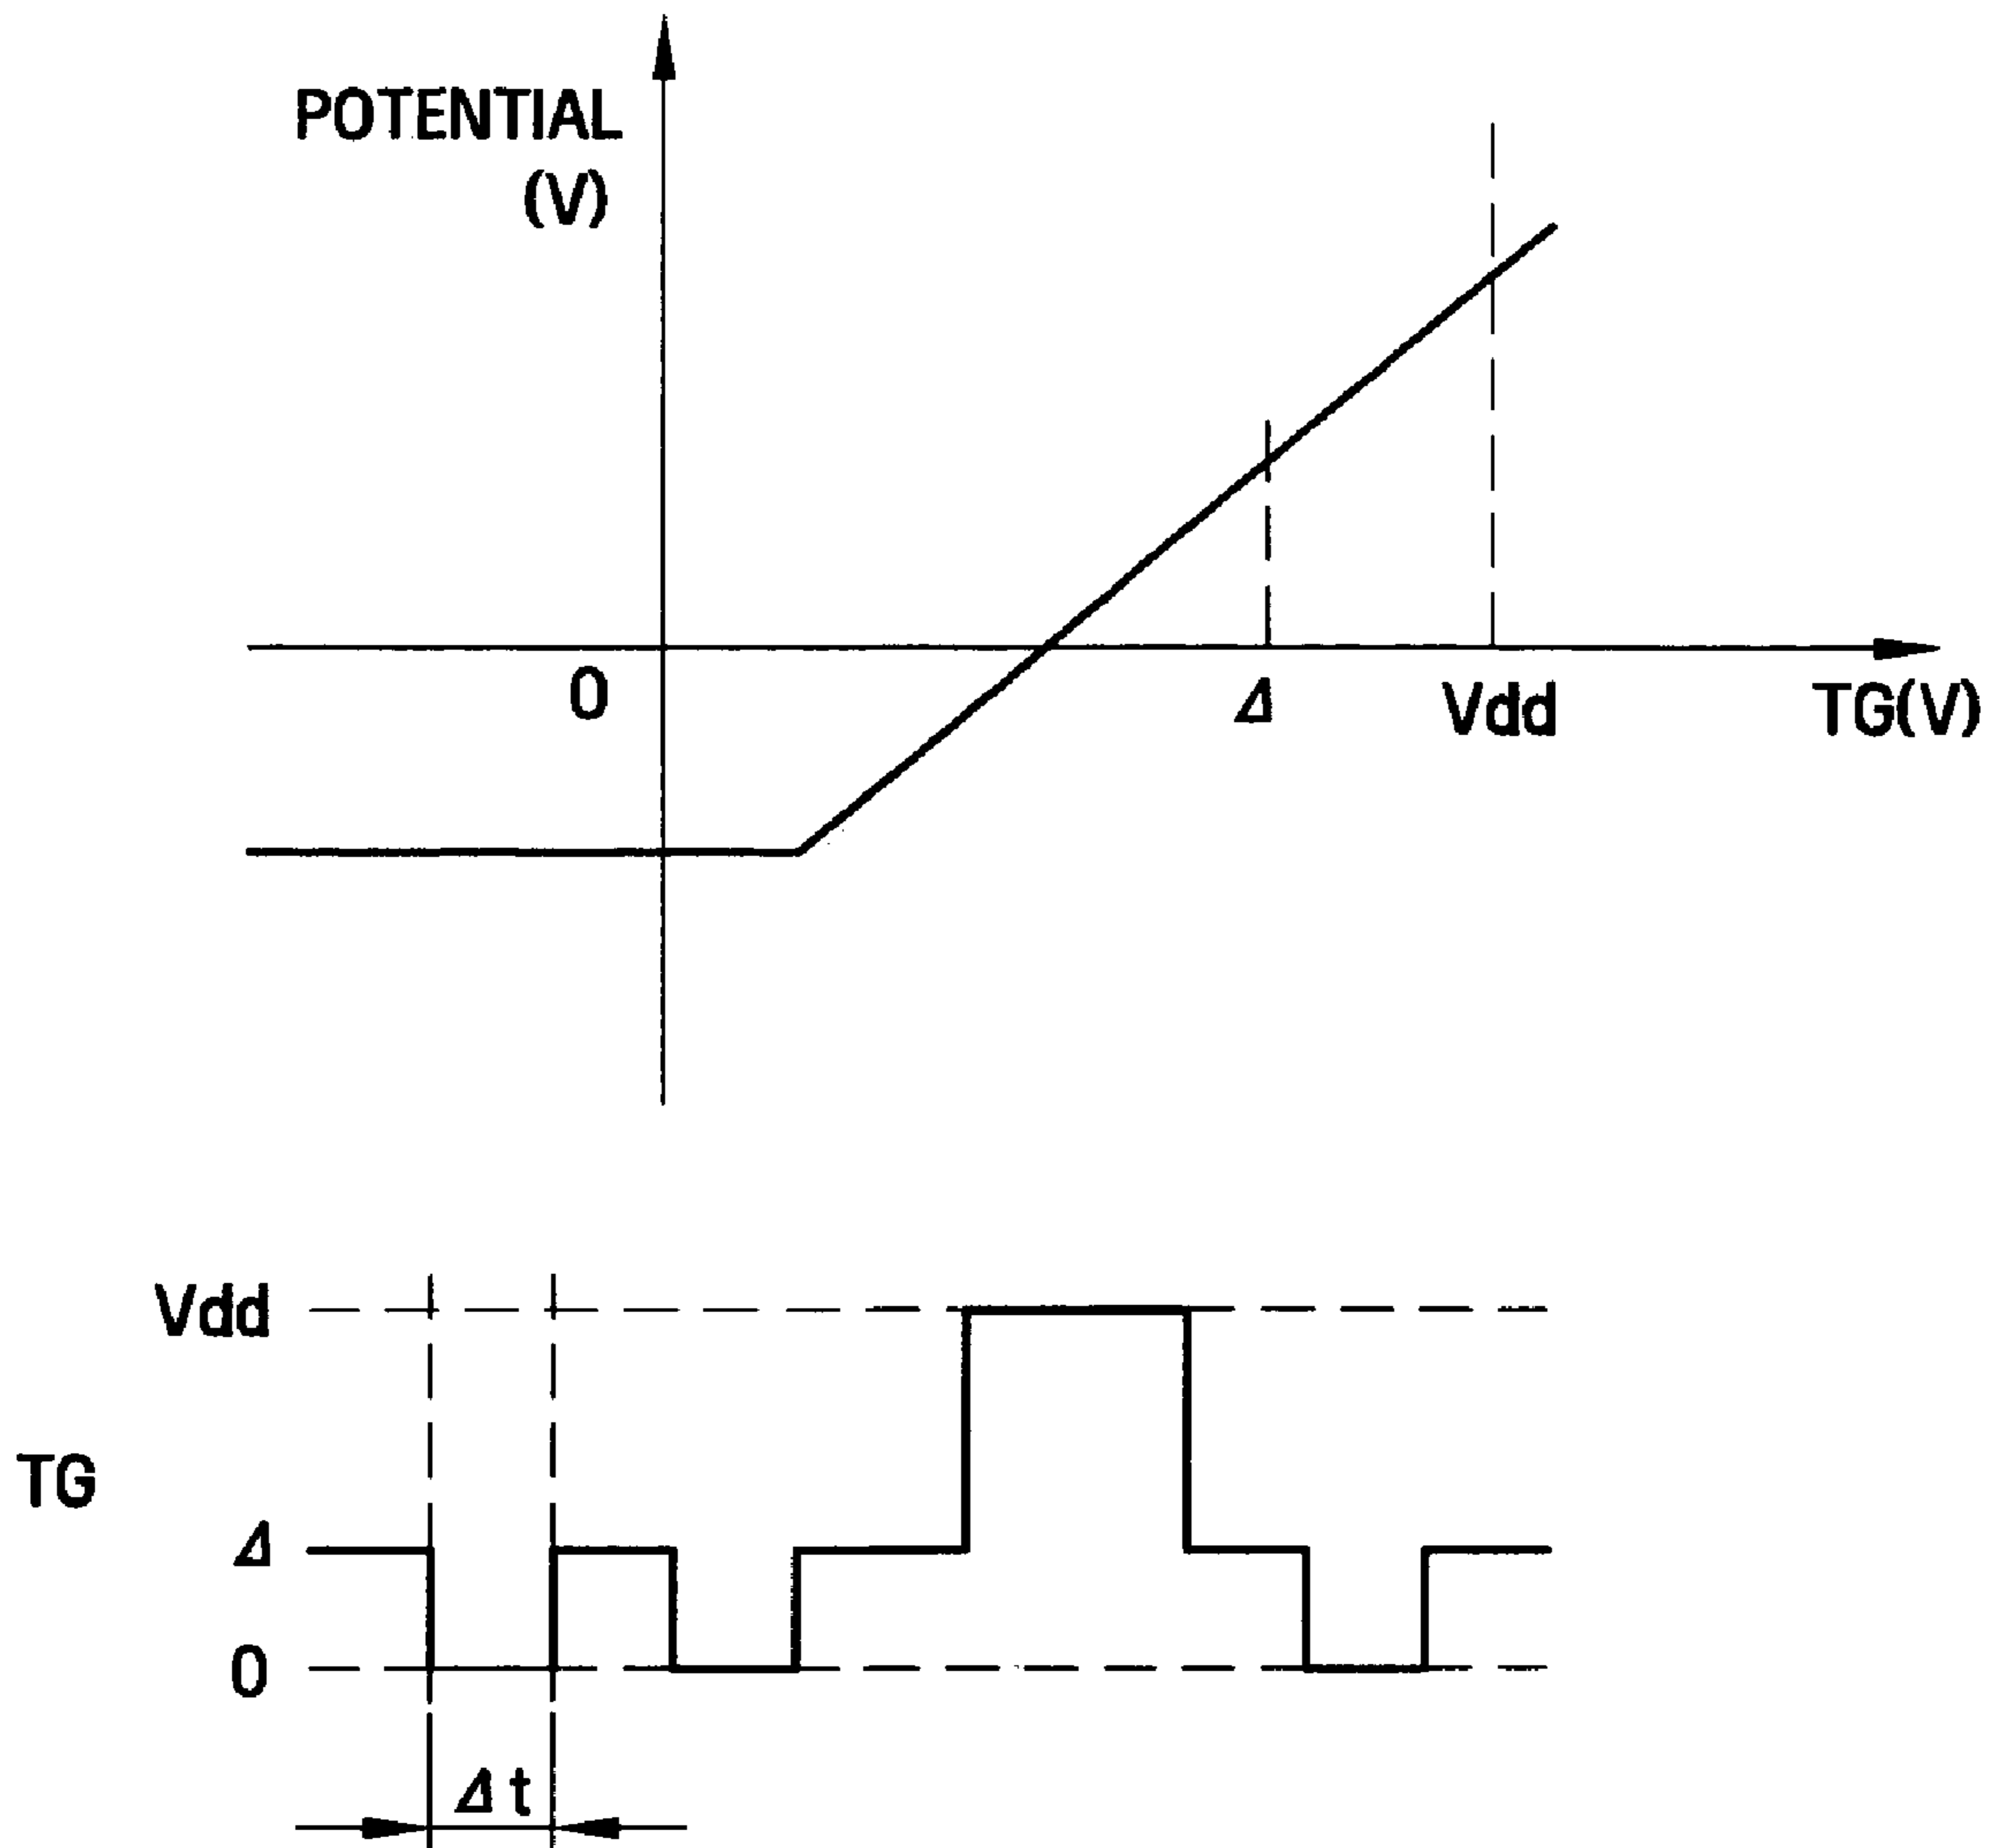 POTENTIAL
(V)
0
Δ
Vdd
TG(V)
Vdd
TG
Δ
0
Δt